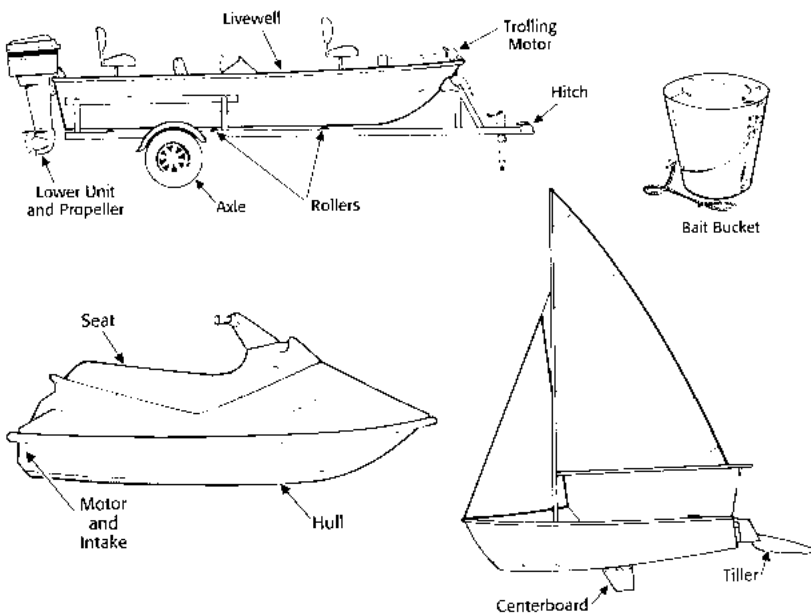 Livewell
Trolling
Motor
Hitch
Lower Unit
and Propeller
Axle
Rollers
Bait Bucket
Seat
Motor
and
Intake
Hull
Centerboard
Tiller